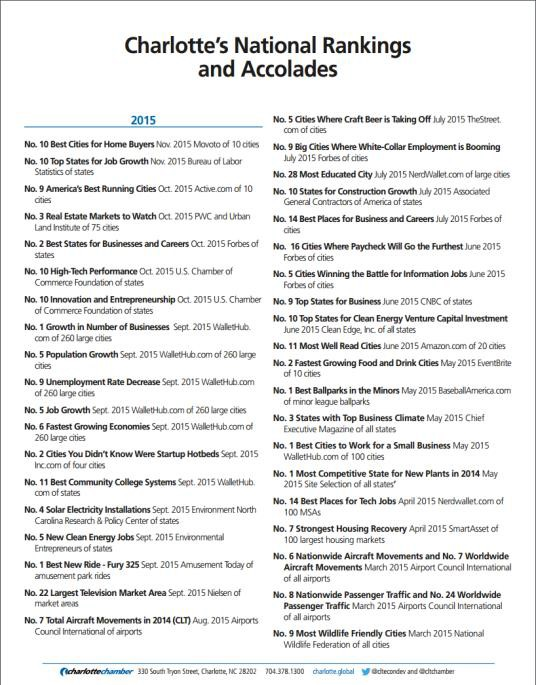 Charlotte's National Rankings
and Accolades
2015
No. 10 Best Cities for Home Buyers Nov. 2015 Movoto of 10 cities
No. 10 Top States for Job Growth Nov. 2015 Bureau of Labor
Statistics of states
No. 9 America's Best Running Cities Oct. 2015 Active.com of 10
cities
No. 3 Real Estate Markets to Watch Oct. 2015 PWC and Urban
Land Institute of 75 cities
No. 2 Best States for Businesses and Careers Oct. 2015 Forbes of
states
No. 10 High-Tech Performance Oct. 2015 U.S. Chamber of
Commerce Foundation of states
No. 10 Innovation and Entrepreneurship Oct. 2015 U.S. Chamber
of Commerce Foundation of states
No. 1 Growth in Number of Businesses Sept. 2015 WalletHub.
com of 260 large cities
No. 5 Population Growth Sept. 2015 WalletHub.com of 260 large
cities
No. 9 Unemployment Rate Decrease Sept. 2015 WalletHub.com
of 260 large cities
No. 5 Job Growth Sept. 2015 WalletHub.com of 260 large cities
No. 6 Fastest Growing Economies Sept. 2015 WalletHub.com of
260 large cities
No. 2 Cities You Didn't Know Were Startup Hotbeds Sept. 2015
Inc.com of four cities
No. 11 Best Community College Systems Sept. 2015 WalletHub.
com of states
No. 4 Solar Electricity Installations Sept. 2015 Environment North
Carolina Research & Policy Center of states
No. 5 New Clean Energy Jobs Sept. 2015 Environmental
Entrepreneurs of states
No. 1 Best New Ride - Fury 325 Sept. 2015 Amusement Today of
amusement park rides
No. 22 Largest Television Market Area Sept. 2015 Nielsen of
market areas
No. 7 Total Aircraft Movements in 2014 (CLT) Aug. 2015 Airports
Council International of airports
No. 5 Cities Where Craft Beer is Taking Off July 2015 TheStreet.
com of cities
No. 9 Big Cities Where White-Collar Employment is Booming
July 2015 Forbes of cities
No. 28 Most Educated City July 2015 NerdWallet.com of large cities
No. 10 States for Construction Growth July 2015 Associated
General Contractors of America of states
No. 14 Best Places for Business and Careers July 2015 Forbes of
cities
No. 16 Cities Where Paycheck Will Go the Furthest June 2015
Forbes of cities
No. 5 Cities Winning the Battle for Information Jobs June 2015
Forbes of cities
No. 9 Top States for Business June 2015 CNBC of states
No. 10 Top States for Clean Energy Venture Capital Investment
June 2015 Clean Edge, Inc. of all states
No. 11 Most Well Read Cities June 2015 Amazon.com of 20 cities
No. 2 Fastest Growing Food and Drink Cities May 2015 EventBrite
of 10 cities
No. 1 Best Ballparks in the Minors May 2015 BaseballAmerica.com
of minor league ballparks
No. 3 States with Top Business Climate May 2015 Chief
Executive Magazine of all states
No. 1 Best Cities to Work for a Small Business May 2015
WalletHub.com of 100 cities
No. 1 Most Competitive State for New Plants in 2014 May
2015 Site Selection of all states"
No. 14 Best Places for Tech Jobs April 2015 Nerdwallet.com of
100 MSAs
No. 7 Strongest Housing Recovery April 2015 SmartAsset of
100 largest housing markets
No. 6 Nationwide Aircraft Movements and No. 7 Worldwide
Aircraft Movements March 2015 Airport Council International
of all airports
No. 8 Nationwide Passenger Traffic and No. 24 Worldwide
Passenger Traffic March 2015 Airports Council International
of all airports
No. 9 Most Wildlife Friendly Cities March 2015 National
Wildlife Federation of all cities
charlottechamber 330 South Tryon Street, Charlotte, NC 28202 704.378.1300 charlotte.global @cltecondev and @cltchamber